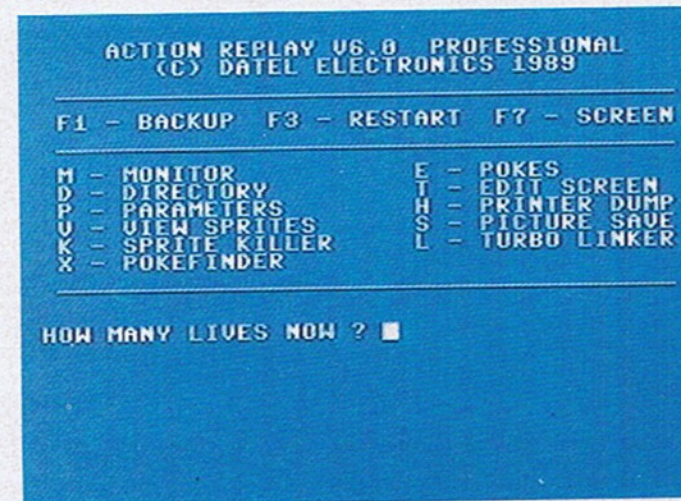 ACTION REPLAY V6.0 PROFESSIONAL
(C) DATEL ELECTRONICS 1989
F1 - BACKUP F3 - RESTART F7 - SCREEN
M - MONITOR E - POKES
D - DIRECTORY T - EDIT SCREEN
P - PARAMETERS H - PRINTER DUMP
V - VIEW SPRITES S - PICTURE SAVE
K - SPRITE KILLER L - TURBO LINKER
X - POKEFINDER
HOW MANY LIVES NOW ?